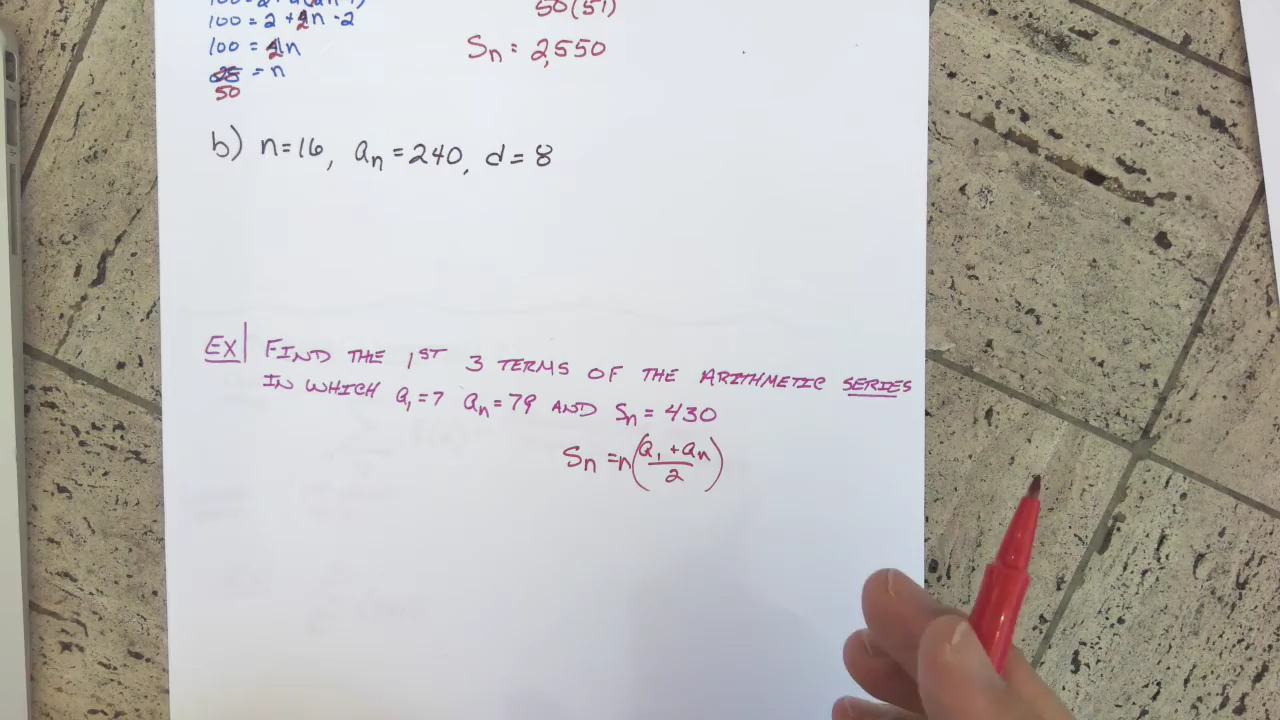 100 = 2 + 2n - 2
50(51)
100 = 2n
Sn = 2,550
= n
50
b) n=16, an = 240, d = 8
EX| FIND THE 1ST 3 TERMS OF THE ARITHMETIC SERIES
IN WHICH a1 = 7 an = 79 AND Sn = 430
Sn = n(a1 + an / 2)